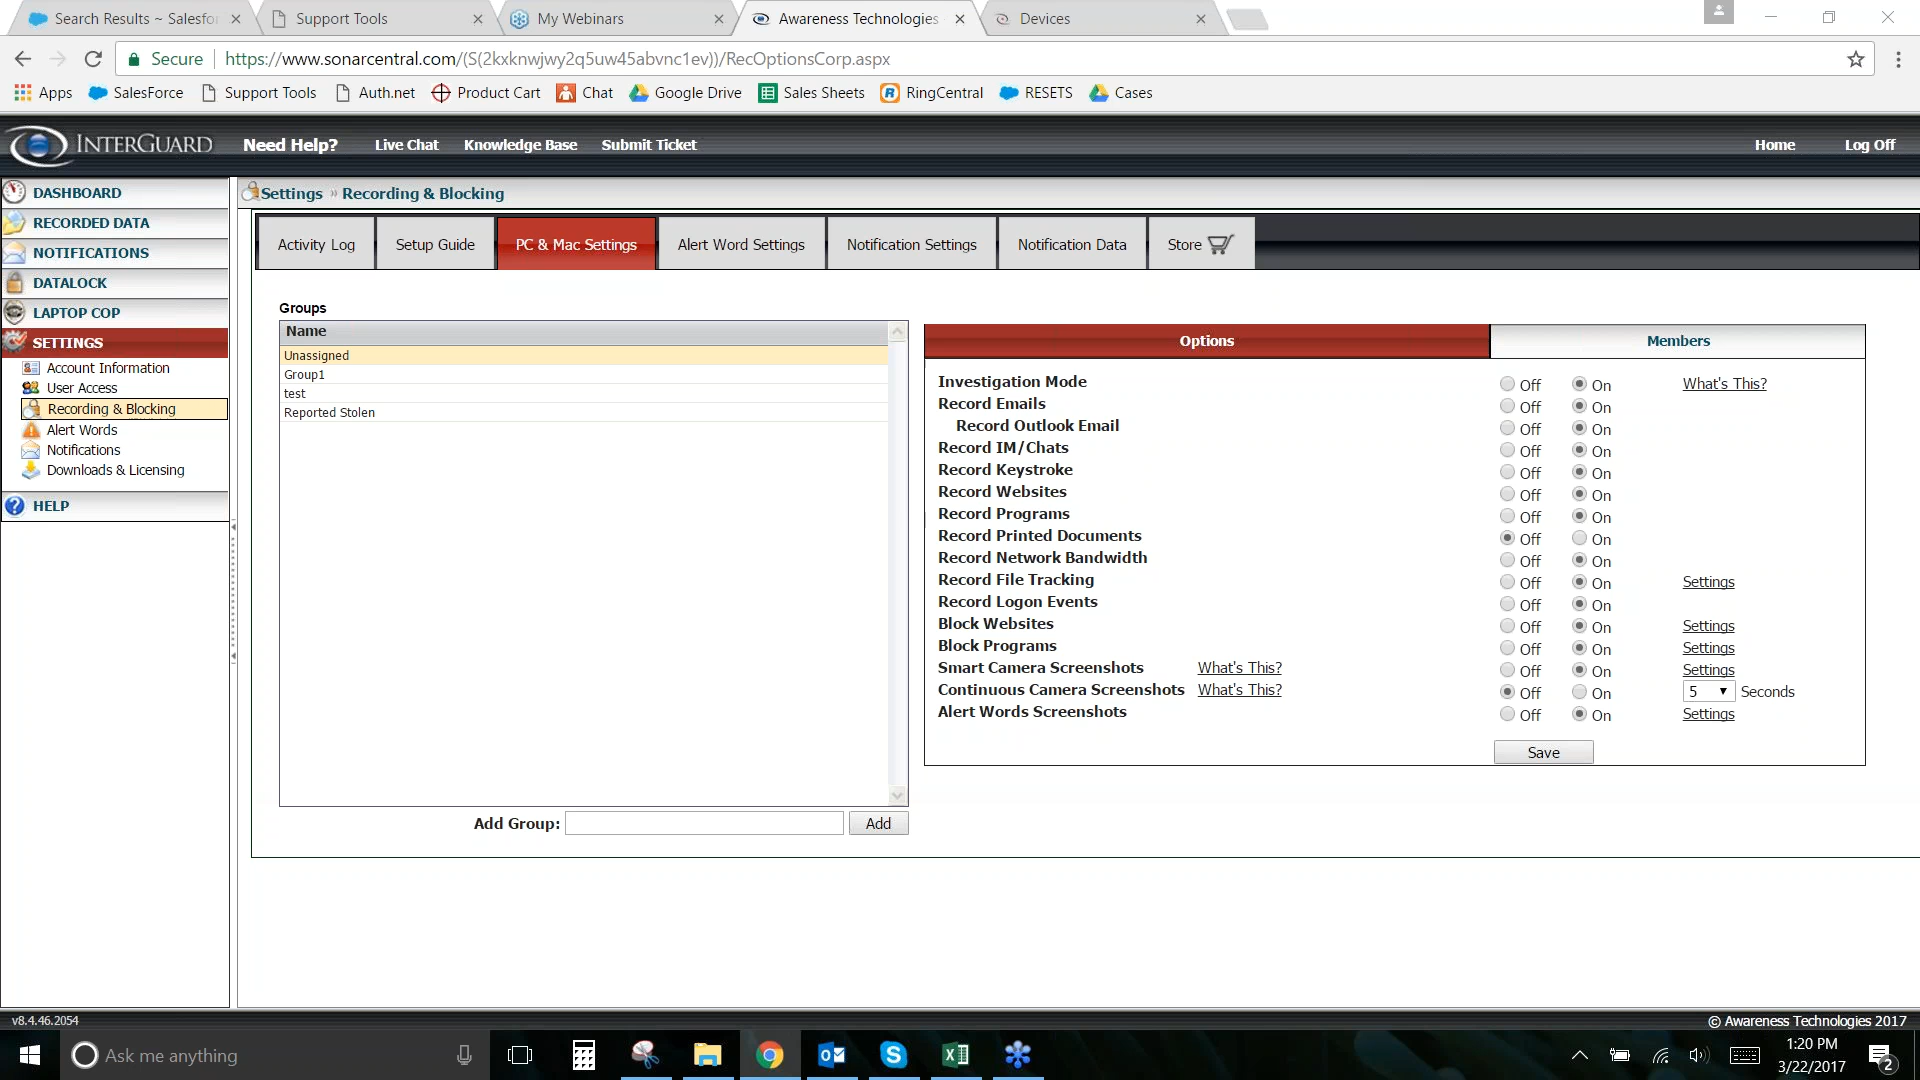 Search Results ~ Salesfor
Support Tools
My Webinars
Awareness Technologies
Devices
Secure
https://www.sonarcentral.com/(S(2kxknwjwy2q5uw45abvnc1ev))/RecOptionsCorp.aspx
Apps SalesForce Support Tools Auth.net Product Cart Chat Google Drive Sales Sheets RingCentral RESETS Cases
INTERGUARD Need Help? Live Chat Knowledge Base Submit Ticket Home Log Off
DASHBOARD
RECORDED DATA
NOTIFICATIONS
DATALOCK
LAPTOP COP
SETTINGS
Account Information
User Access
Recording & Blocking
Alert Words
Notifications
Downloads & Licensing
HELP
Settings » Recording & Blocking
Activity Log Setup Guide PC & Mac Settings Alert Word Settings Notification Settings Notification Data Store
Groups
Name
Unassigned
Group1
test
Reported Stolen
Add Group: Add
Options Members
Investigation Mode Off On What's This?
Record Emails Off On
Record Outlook Email Off On
Record IM/Chats Off On
Record Keystroke Off On
Record Websites Off On
Record Programs Off On
Record Printed Documents Off On
Record Network Bandwidth Off On
Record File Tracking Off On Settings
Record Logon Events Off On
Block Websites Off On Settings
Block Programs Off On Settings
Smart Camera Screenshots What's This? Off On Settings
Continuous Camera Screenshots What's This? Off On 5 Seconds
Alert Words Screenshots Off On Settings
Save
v8.4.46.2054
© Awareness Technologies 2017
Ask me anything
1:20 PM
3/22/2017
2